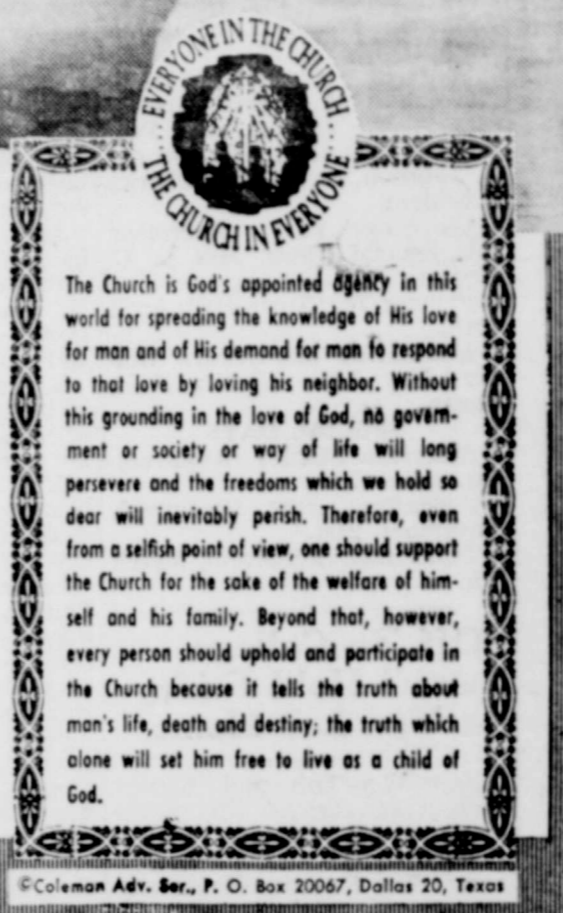 EVERYONE IN THE CHURCH
THE CHURCH IN EVERYONE
The Church is God's appointed agency in this
world for spreading the knowledge of His love
for man and of His demand for man to respond
to that love by loving his neighbor. Without
this grounding in the love of God, no govern-
ment or society or way of life will long
persevere and the freedoms which we hold so
dear will inevitably perish. Therefore, even
from a selfish point of view, one should support
the Church for the sake of the welfare of him-
self and his family. Beyond that, however,
every person should uphold and participate in
the Church because it tells the truth about
man's life, death and destiny; the truth which
alone will set him free to live as a child of
God.
©Coleman Adv. Ser., P. O. Box 20067, Dallas 20, Texas